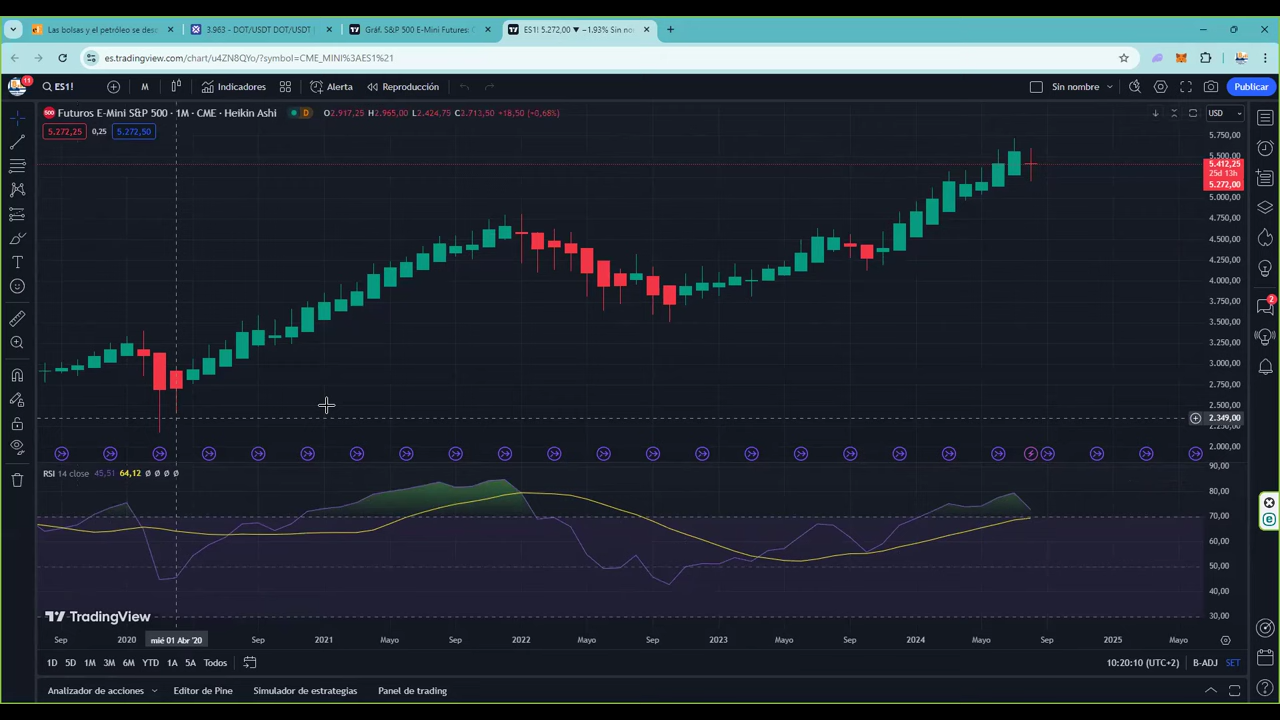 Las bolsas y el petróleo se des
3.963 - DOT/USDT DOT/USDT
Gráf. S&P 500 E-Mini Futures: C
ES1! 5.272,00 ▼ −1.93% Sin no
es.tradingview.com/chart/u4ZN8QYo/?symbol=CME_MINI%3AES1%21
11
ES1!
M
Indicadores
Alerta
Reproducción
Sin nombre
Publicar
Futuros E-Mini S&P 500 · 1M · CME · Heikin Ashi
D
O2.917,25 H2.965,00 L2.424,75 C2.713,50 +18,50 (+0,68%)
USD
5.272,25
0,25
5.272,50
5.750,00
5.500,00
5.412,25
25d 13h
5.272,00
5.000,00
4.750,00
4.500,00
4.250,00
4.000,00
3.750,00
3.500,00
3.250,00
3.000,00
2.750,00
2.500,00
2.349,00
2.250,00
2.000,00
2
RSI 14 close 45,51 64,12 Ø Ø Ø Ø
90,00
80,00
70,00
60,00
50,00
40,00
30,00
TradingView
Sep
2020
mié 01 Abr '20
Sep
2021
Mayo
Sep
2022
Mayo
Sep
2023
Mayo
Sep
2024
Mayo
Sep
2025
Mayo
1D 5D 1M 3M 6M YTD 1A 5A Todos
10:20:10 (UTC+2)
B-ADJ
SET
Analizador de acciones
Editor de Pine
Simulador de estrategias
Panel de trading